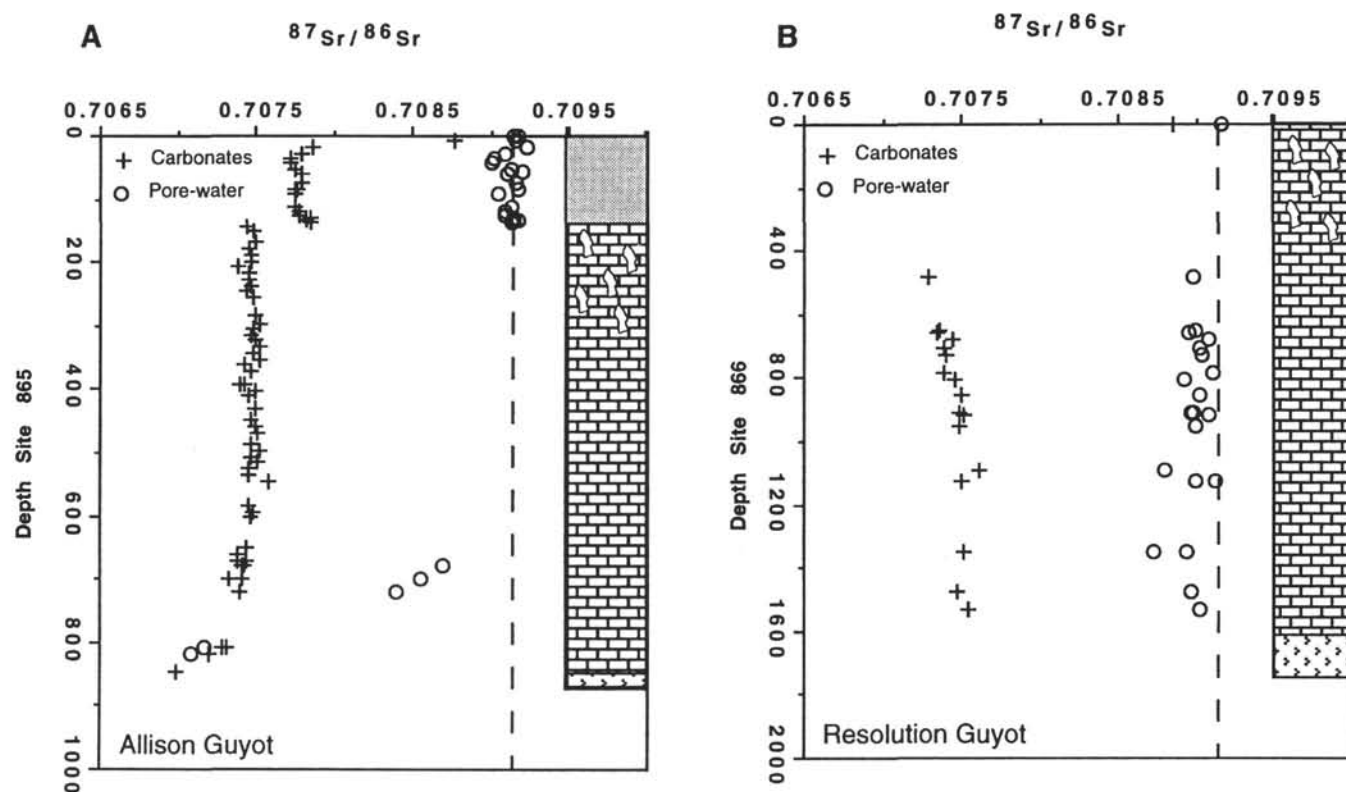 A
87Sr/86Sr
0.7065 0.7075 0.7085 0.7095
0
200
400
600
800
1000
Depth Site 865
+ Carbonates
o Pore-water
Allison Guyot
B
87Sr/86Sr
0.7065 0.7075 0.7085 0.7095
0
400
800
1200
1600
2000
Depth Site 866
+ Carbonates
o Pore-water
Resolution Guyot